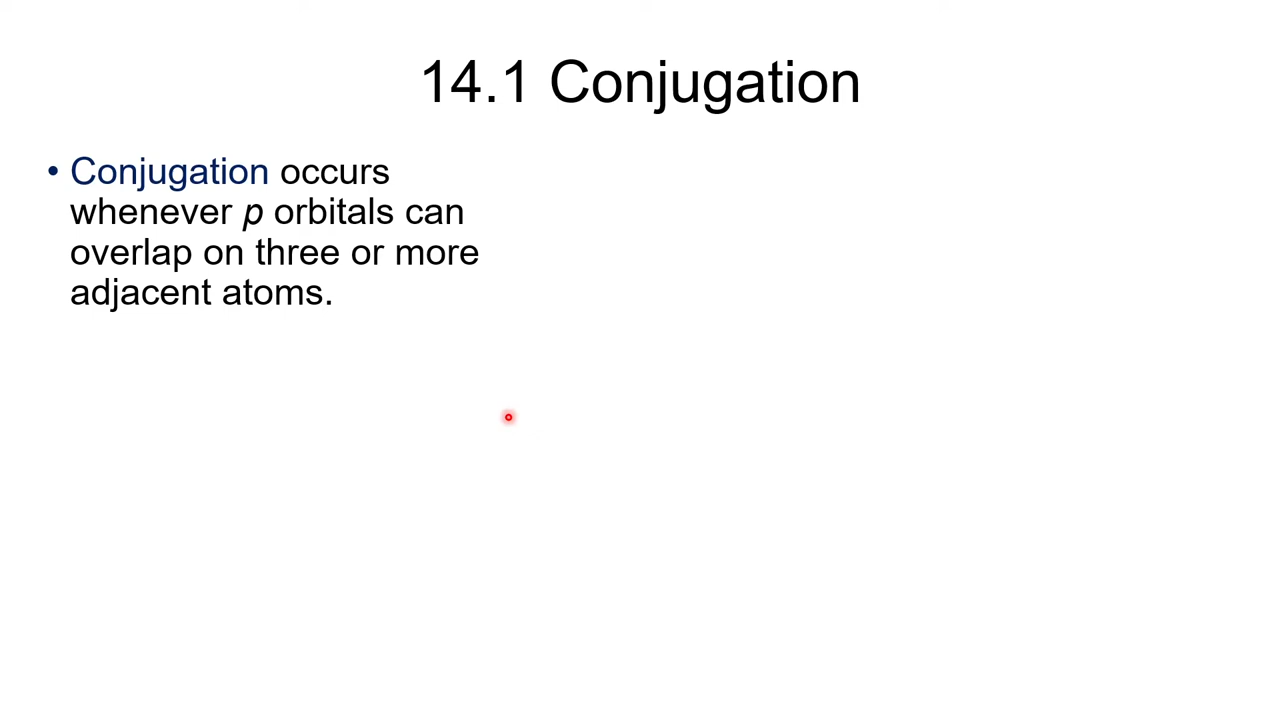 14.1 Conjugation
• Conjugation occurs
whenever p orbitals can
overlap on three or more
adjacent atoms.